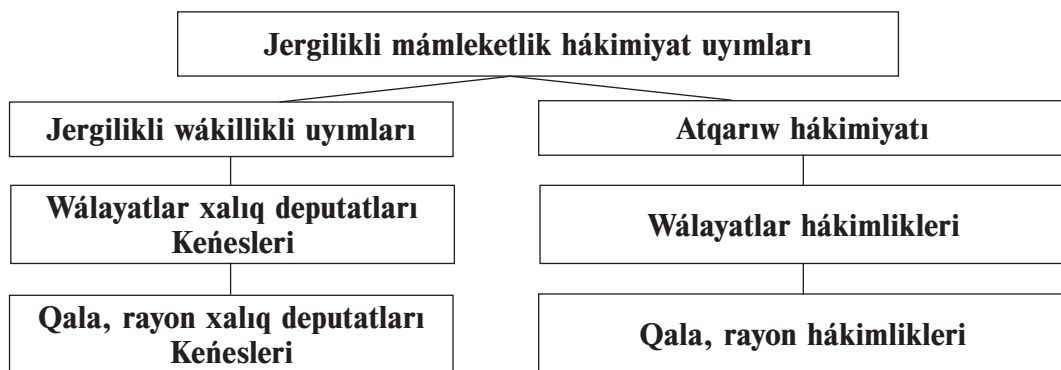 Jergilikli mámleketlik hákimiyat uyımları
Jergilikli wákillikli uyımları
Atqarıw hákimiyatı
Wálayatlar xalıq deputatları
Keńesleri
Wálayatlar hákimlikleri
Qala, rayon xalıq deputatları
Keńesleri
Qala, rayon hákimlikleri